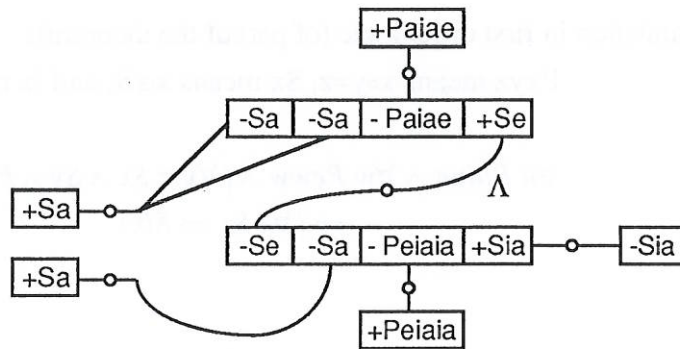 +Paiae
-Sa -Sa - Paiae +Se
+Sa
Λ
-Se -Sa - Peiaia +Sia -Sia
+Sa
+Peiaia